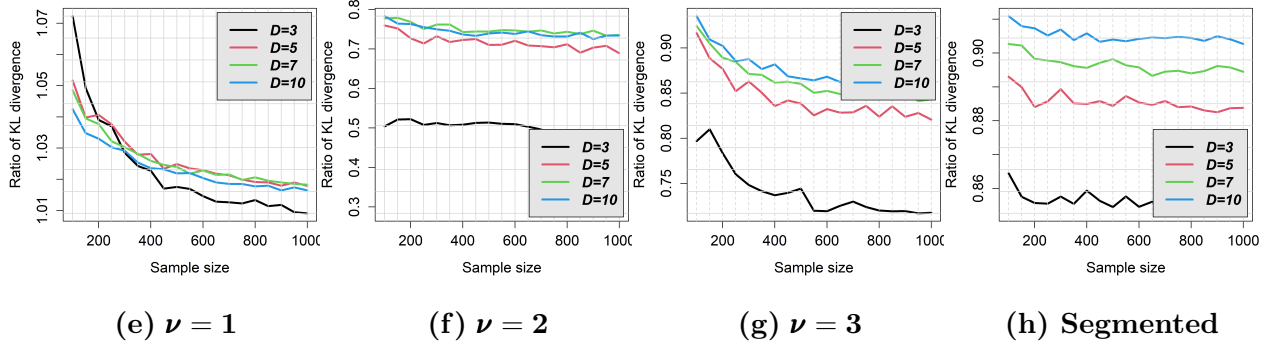 Ratio of KL divergence
1.01 1.03 1.05 1.07
D=3
D=5
D=7
D=10
200 400 600 800 1000
Sample size
(e) ν = 1
Ratio of KL divergence
0.3 0.4 0.5 0.6 0.7 0.8
D=3
D=5
D=7
D=10
200 400 600 800 1000
Sample size
(f) ν = 2
Ratio of KL divergence
0.75 0.80 0.85 0.90
D=3
D=5
D=7
D=10
200 400 600 800 1000
Sample size
(g) ν = 3
Ratio of KL divergence
0.86 0.88 0.90
D=3
D=5
D=7
D=10
200 400 600 800 1000
Sample size
(h) Segmented